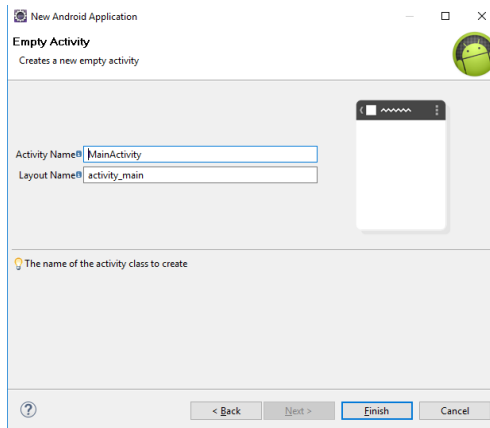 New Android Application
Empty Activity
Creates a new empty activity
Activity Name MainActivity
Layout Name activity_main
The name of the activity class to create
< Back Next > Finish Cancel